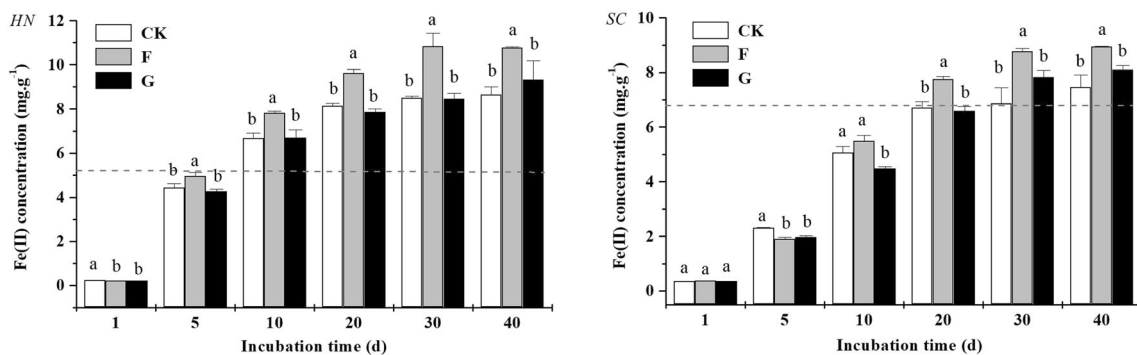 HN
Fe(II) concentration (mg.g-1)
12
10
8
6
4
2
0
CK
F
G
a b b
b a b
b a b
b a b
b a b
b a b
1 5 10 20 30 40
Incubation time (d)
SC
Fe(II) concentration (mg.g-1)
10
8
6
4
2
0
CK
F
G
a a a
a b b
a a b
b a b
b a b
b a b
1 5 10 20 30 40
Incubation time (d)